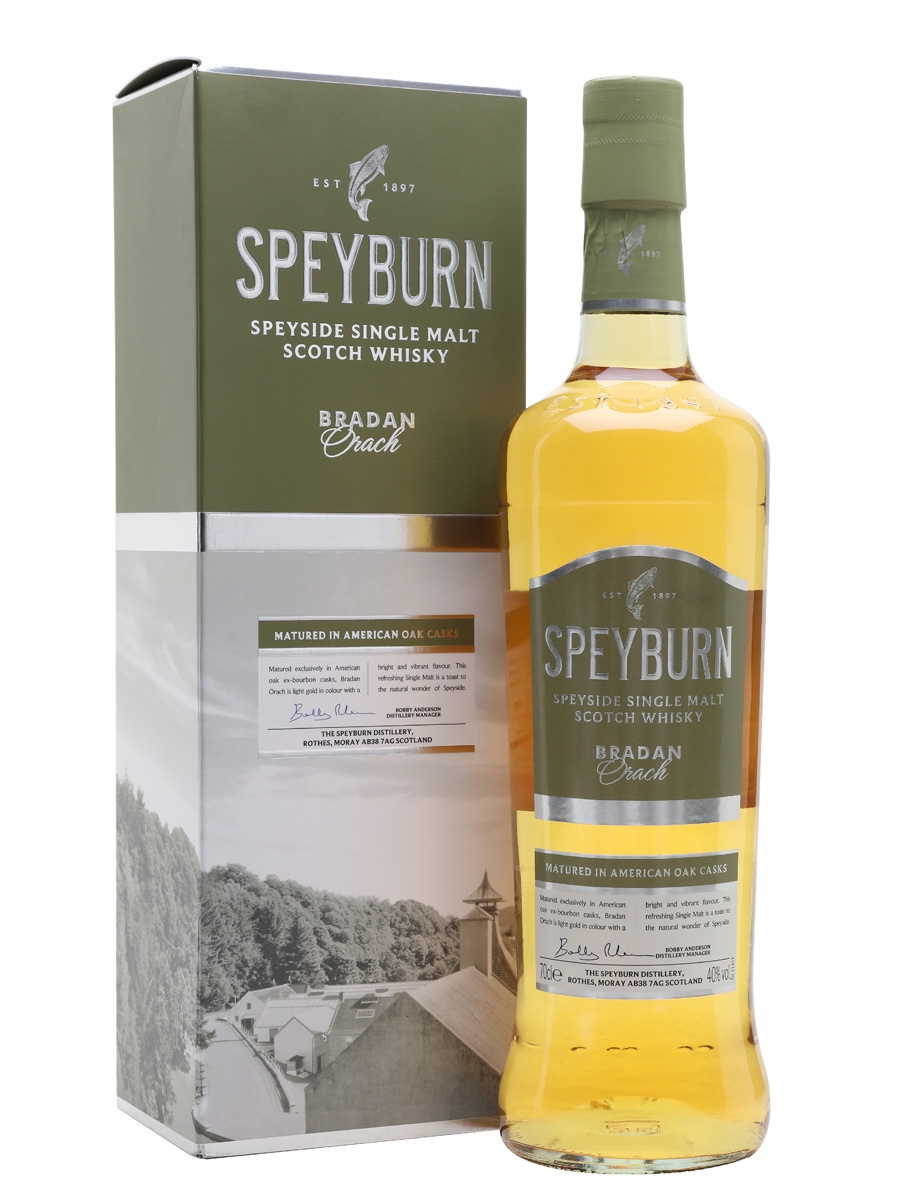 EST 1897
SPEYBURN
SPEYSIDE SINGLE MALT
SCOTCH WHISKY
BRADAN
Orach
MATURED IN AMERICAN OAK CASKS
Matured exclusively in American
oak ex-bourbon casks, Bradan
Orach is light gold in colour with a
bright and vibrant flavour. This
refreshing Single Malt is a toast to
the natural wonder of Speyside.
BOBBY ANDERSON
DISTILLERY MANAGER
THE SPEYBURN DISTILLERY,
ROTHES, MORAY AB38 7AG SCOTLAND
1897
EST 1897
EST 1897
SPEYBURN
SPEYSIDE SINGLE MALT
SCOTCH WHISKY
BRADAN
Orach
MATURED IN AMERICAN OAK CASKS
Matured exclusively in American
oak ex-bourbon casks, Bradan
Orach is light gold in colour with a
bright and vibrant flavour. This
refreshing Single Malt is a toast to
the natural wonder of Speyside.
BOBBY ANDERSON
DISTILLERY MANAGER
70cl e
THE SPEYBURN DISTILLERY,
ROTHES, MORAY AB38 7AG SCOTLAND
40% vol